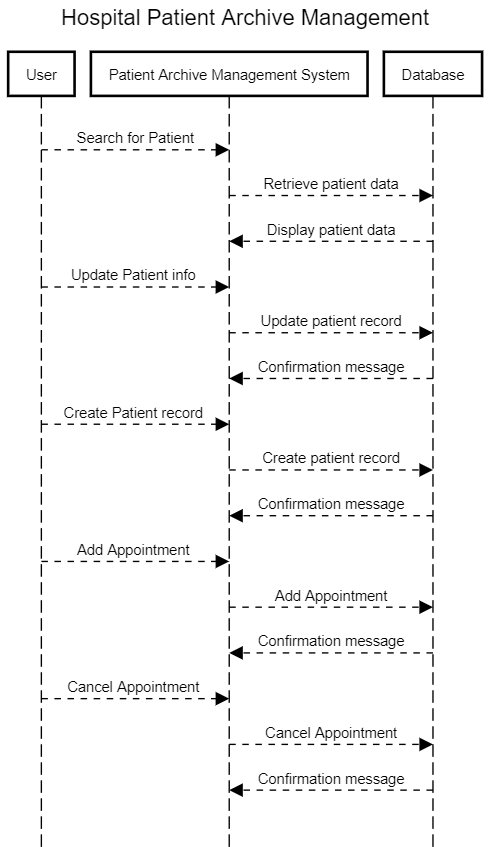 Hospital Patient Archive Management
User
Patient Archive Management System
Database
Search for Patient
Retrieve patient data
Display patient data
Update Patient info
Update patient record
Confirmation message
Create Patient record
Create patient record
Confirmation message
Add Appointment
Add Appointment
Confirmation message
Cancel Appointment
Cancel Appointment
Confirmation message